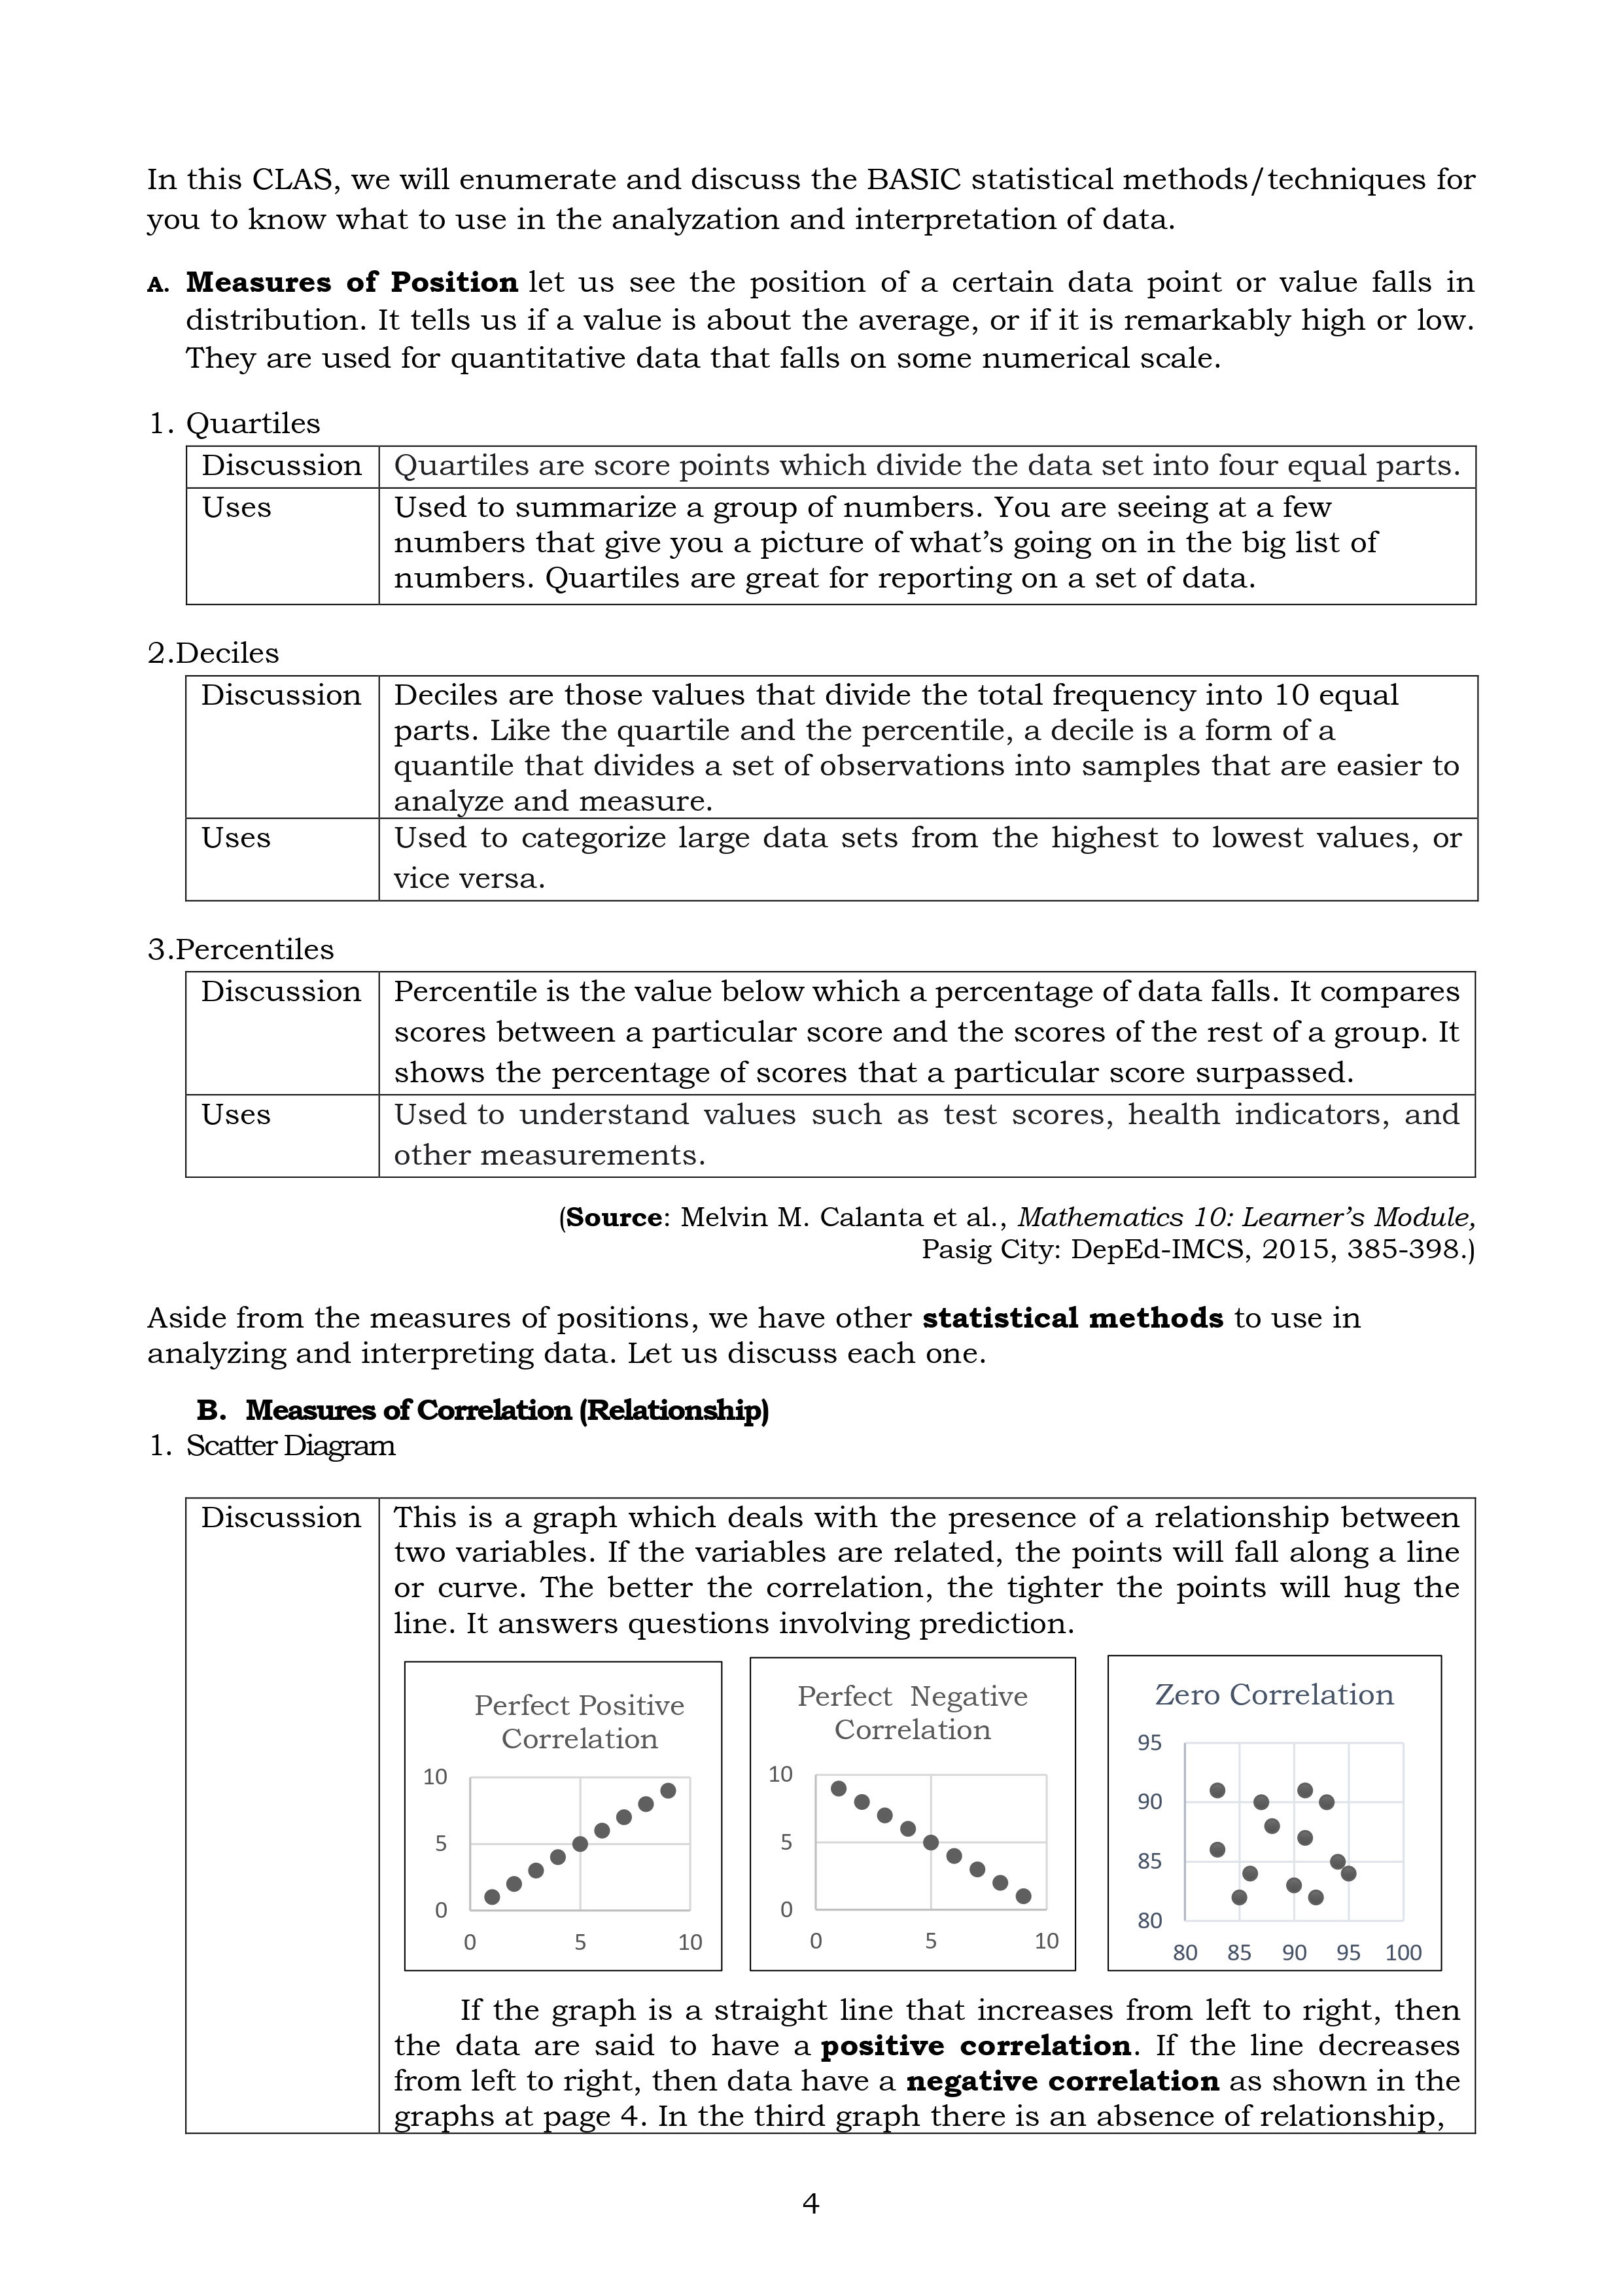 In this CLAS, we will enumerate and discuss the BASIC statistical methods/techniques for
you to know what to use in the analyzation and interpretation of data.
A. Measures of Position let us see the position of a certain data point or value falls in
distribution. It tells us if a value is about the average, or if it is remarkably high or low.
They are used for quantitative data that falls on some numerical scale.
1. Quartiles
Discussion Quartiles are score points which divide the data set into four equal parts.
Uses Used to summarize a group of numbers. You are seeing at a few
numbers that give you a picture of what’s going on in the big list of
numbers. Quartiles are great for reporting on a set of data.
2.Deciles
Discussion Deciles are those values that divide the total frequency into 10 equal
parts. Like the quartile and the percentile, a decile is a form of a
quantile that divides a set of observations into samples that are easier to
analyze and measure.
Uses Used to categorize large data sets from the highest to lowest values, or
vice versa.
3.Percentiles
Discussion Percentile is the value below which a percentage of data falls. It compares
scores between a particular score and the scores of the rest of a group. It
shows the percentage of scores that a particular score surpassed.
Uses Used to understand values such as test scores, health indicators, and
other measurements.
(Source: Melvin M. Calanta et al., Mathematics 10: Learner’s Module,
Pasig City: DepEd-IMCS, 2015, 385-398.)
Aside from the measures of positions, we have other statistical methods to use in
analyzing and interpreting data. Let us discuss each one.
B. Measures of Correlation (Relationship)
1. Scatter Diagram
Discussion This is a graph which deals with the presence of a relationship between
two variables. If the variables are related, the points will fall along a line
or curve. The better the correlation, the tighter the points will hug the
line. It answers questions involving prediction.
Perfect Positive
Correlation
10
5
0
0 5 10
Perfect Negative
Correlation
10
5
0
0 5 10
Zero Correlation
95
90
85
80
80 85 90 95 100
If the graph is a straight line that increases from left to right, then
the data are said to have a positive correlation. If the line decreases
from left to right, then data have a negative correlation as shown in the
graphs at page 4. In the third graph there is an absence of relationship,
4